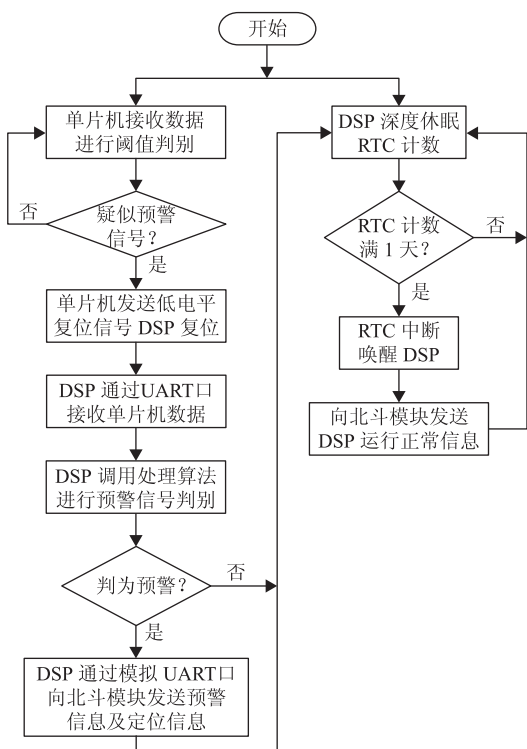 开始
单片机接收数据
进行阈值判别
疑似预警
信号？
否
是
单片机发送低电平
复位信号 DSP 复位
DSP 通过UART口
接收单片机数据
DSP 调用处理算法
进行预警信号判别
判为预警？
否
是
DSP 通过模拟 UART口
向北斗模块发送预警
信息及定位信息
DSP 深度休眠
RTC 计数
RTC 计数
满 1 天？
否
是
RTC 中断
唤醒 DSP
向北斗模块发送
DSP 运行正常信息